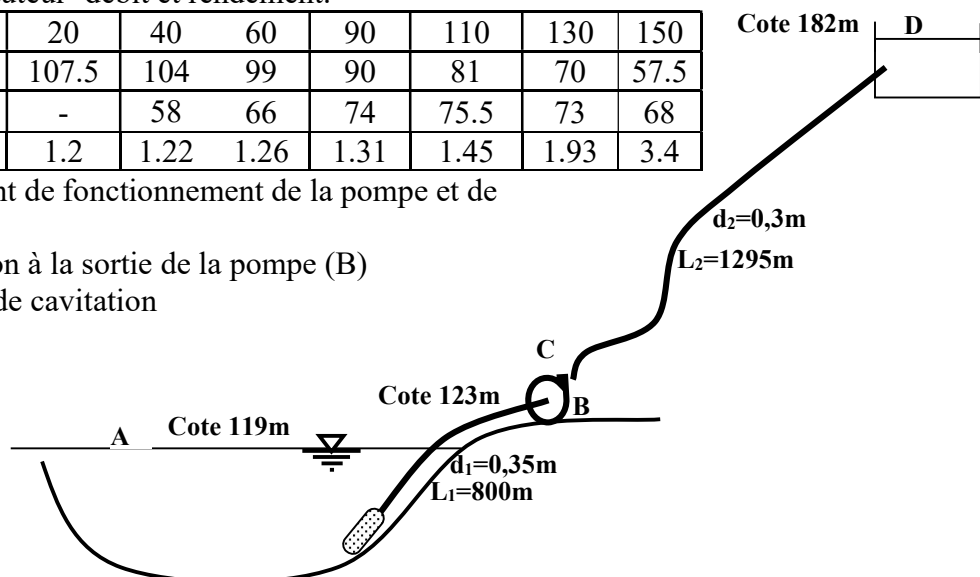 débit et rendement.
20 40 60 90 110 130 150
107.5 104 99 90 81 70 57.5
- 58 66 74 75.5 73 68
1.2 1.22 1.26 1.31 1.45 1.93 3.4
de fonctionnement de la pompe et de
à la sortie de la pompe (B)
de cavitation
Cote 182m D
d2=0,3m
L2=1295m
C
Cote 123m
B
A Cote 119m
d1=0,35m
L1=800m